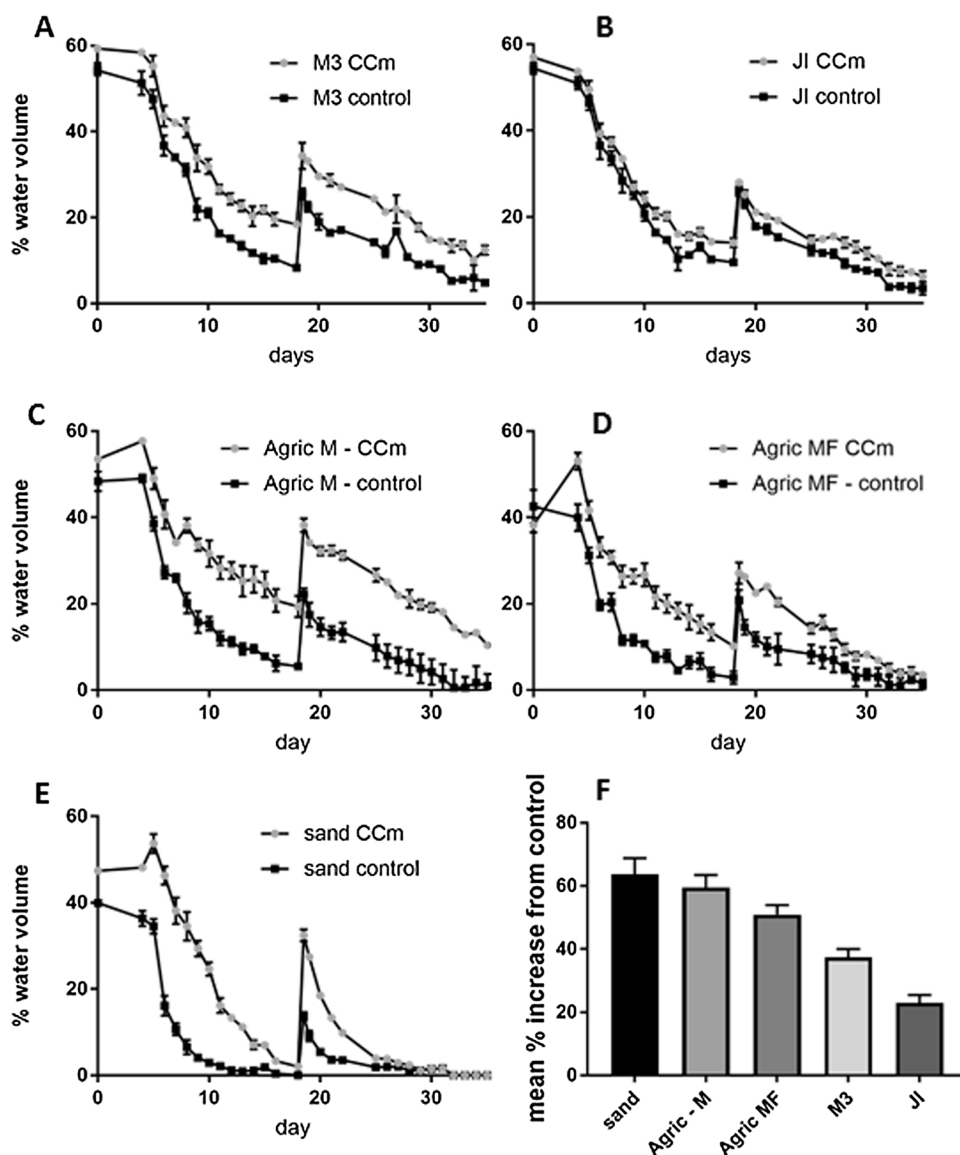 A
60
40
20
0
% water volume
M3 CCm
M3 control
0 10 20 30
days
B
60
40
20
0
JI CCm
JI control
0 10 20 30
days
C
60
40
20
0
% water volume
Agric M - CCm
Agric M - control
0 10 20 30
day
D
60
40
20
0
Agric MF CCm
Agric MF - control
0 10 20 30
day
E
60
40
20
0
% water volume
sand CCm
sand control
0 10 20 30
day
F
80
60
40
20
0
mean % increase from control
sand
Agric - M
Agric MF
M3
JI